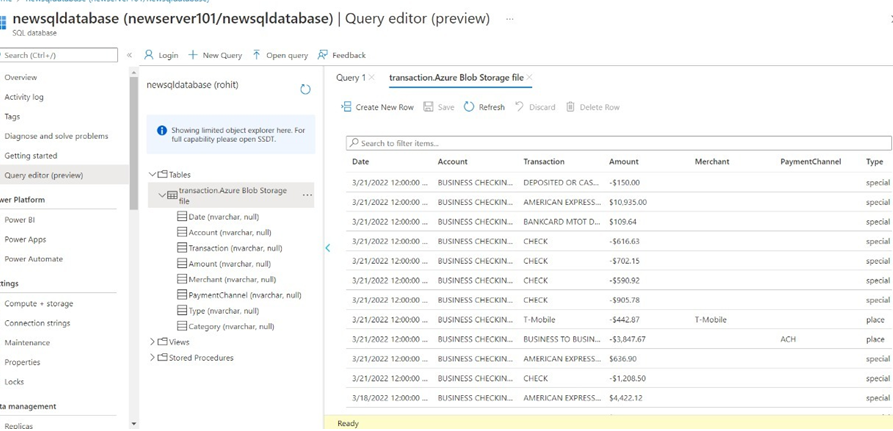 newsqldatabase (newserver101/newsqldatabase) | Query editor (preview) ...
SQL database
Search (Ctrl+/)
«
Overview
Activity log
Tags
Diagnose and solve problems
Getting started
Query editor (preview)
Power BI
Power Apps
Power Automate
Compute + storage
Connection strings
Maintenance
Properties
Locks
Replicas
Login
New Query
Open query
Feedback
newsqldatabase (rohit)
Showing limited object explorer here. For
full capability please open SSDT.
Tables
transaction.Azure Blob Storage
file
...
Date (nvarchar, null)
Account (nvarchar, null)
Transaction (nvarchar, null)
Amount (nvarchar, null)
Merchant (nvarchar, null)
PaymentChannel (nvarchar, null)
Type (nvarchar, null)
Category (nvarchar, null)
Views
Stored Procedures
Query 1 ×
transaction.Azure Blob Storage file ×
Create New Row Save Refresh Discard Delete Row
Search to filter items...
Date Account Transaction Amount Merchant PaymentChannel Type
3/21/2022 12:00:00 ... BUSINESS CHECKIN... DEPOSITED OR CAS... -$150.00 special
3/21/2022 12:00:00 ... BUSINESS CHECKIN... AMERICAN EXPRESS... $10,935.00 special
3/21/2022 12:00:00 ... BUSINESS CHECKIN... BANKCARD MTOT D... $109.64 special
3/21/2022 12:00:00 ... BUSINESS CHECKIN... CHECK -$616.63 special
3/21/2022 12:00:00 ... BUSINESS CHECKIN... CHECK -$702.15 special
3/21/2022 12:00:00 ... BUSINESS CHECKIN... CHECK -$590.92 special
3/21/2022 12:00:00 ... BUSINESS CHECKIN... CHECK -$905.78 special
3/21/2022 12:00:00 ... BUSINESS CHECKIN... T-Mobile -$442.87 T-Mobile place
3/21/2022 12:00:00 ... BUSINESS CHECKIN... BUSINESS TO BUSIN... -$3,847.67 ACH place
3/21/2022 12:00:00 ... BUSINESS CHECKIN... AMERICAN EXPRESS... $636.90 special
3/21/2022 12:00:00 ... BUSINESS CHECKIN... CHECK -$1,208.50 special
3/18/2022 12:00:00 ... BUSINESS CHECKIN... AMERICAN EXPRESS... $4,422.12 special
Ready